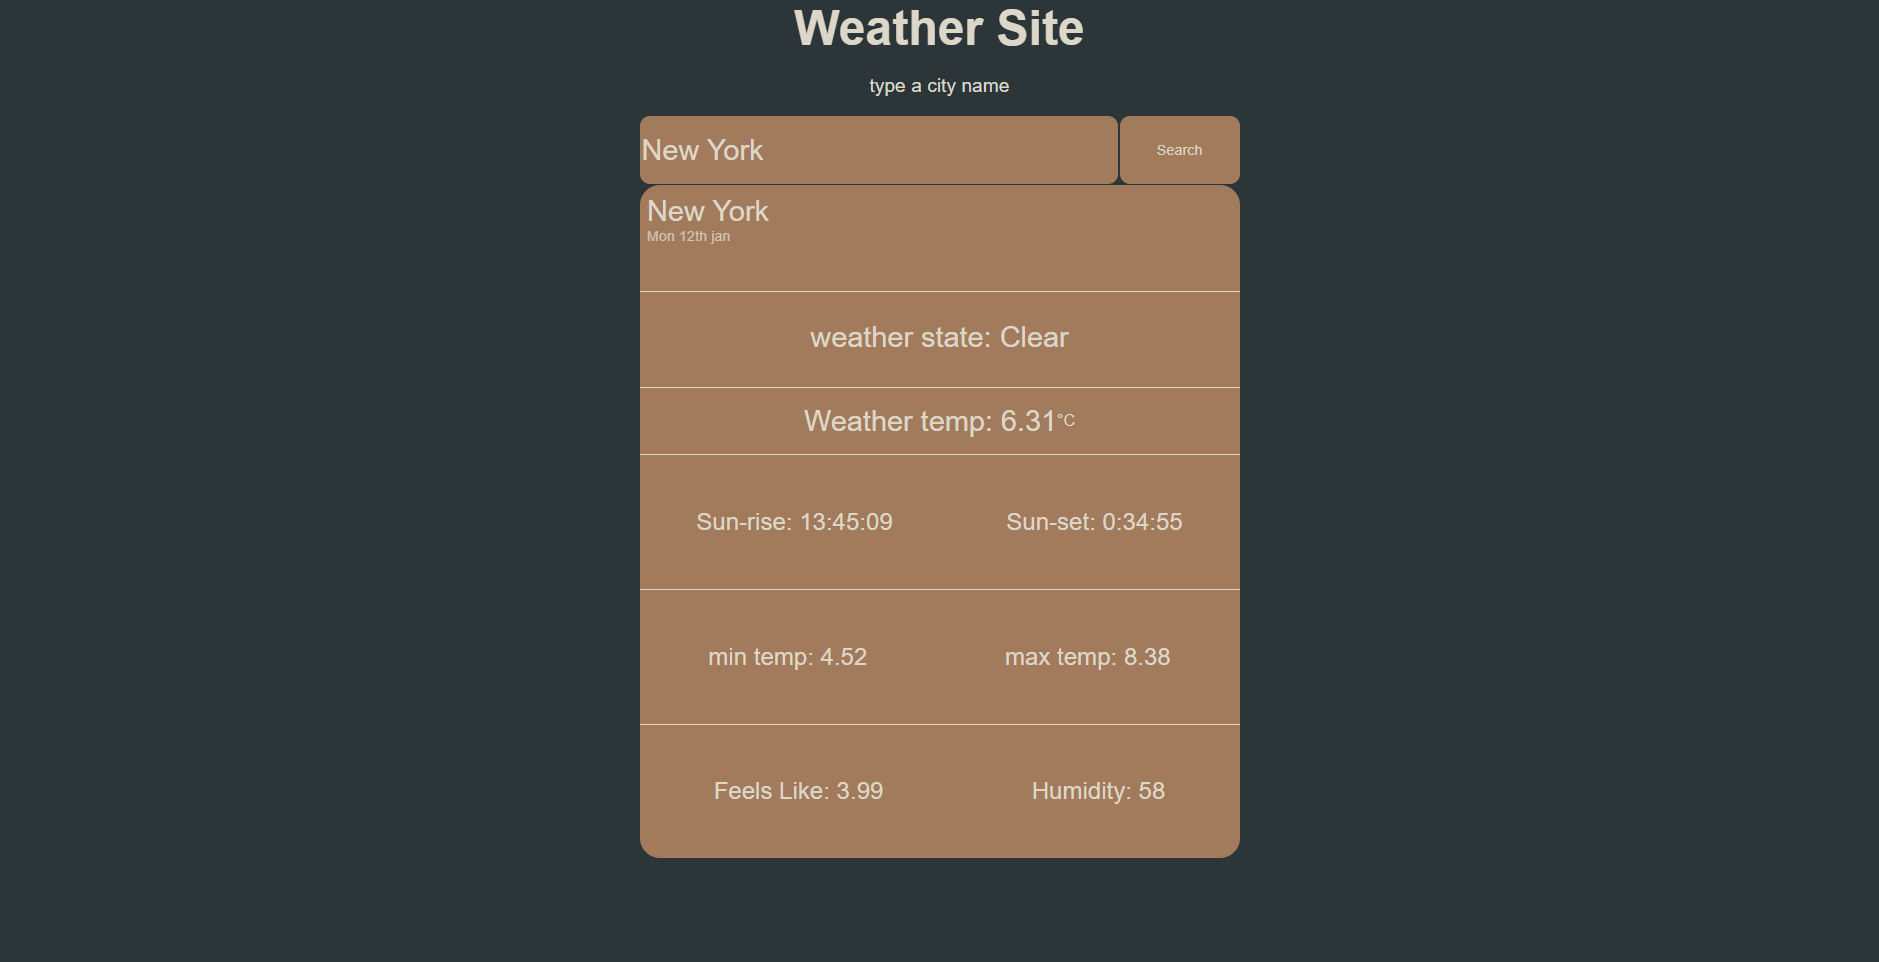 Weather Site
type a city name
New York
Search
New York
Mon 12th jan
weather state: Clear
Weather temp: 6.31°C
Sun-rise: 13:45:09 Sun-set: 0:34:55
min temp: 4.52 max temp: 8.38
Feels Like: 3.99 Humidity: 58